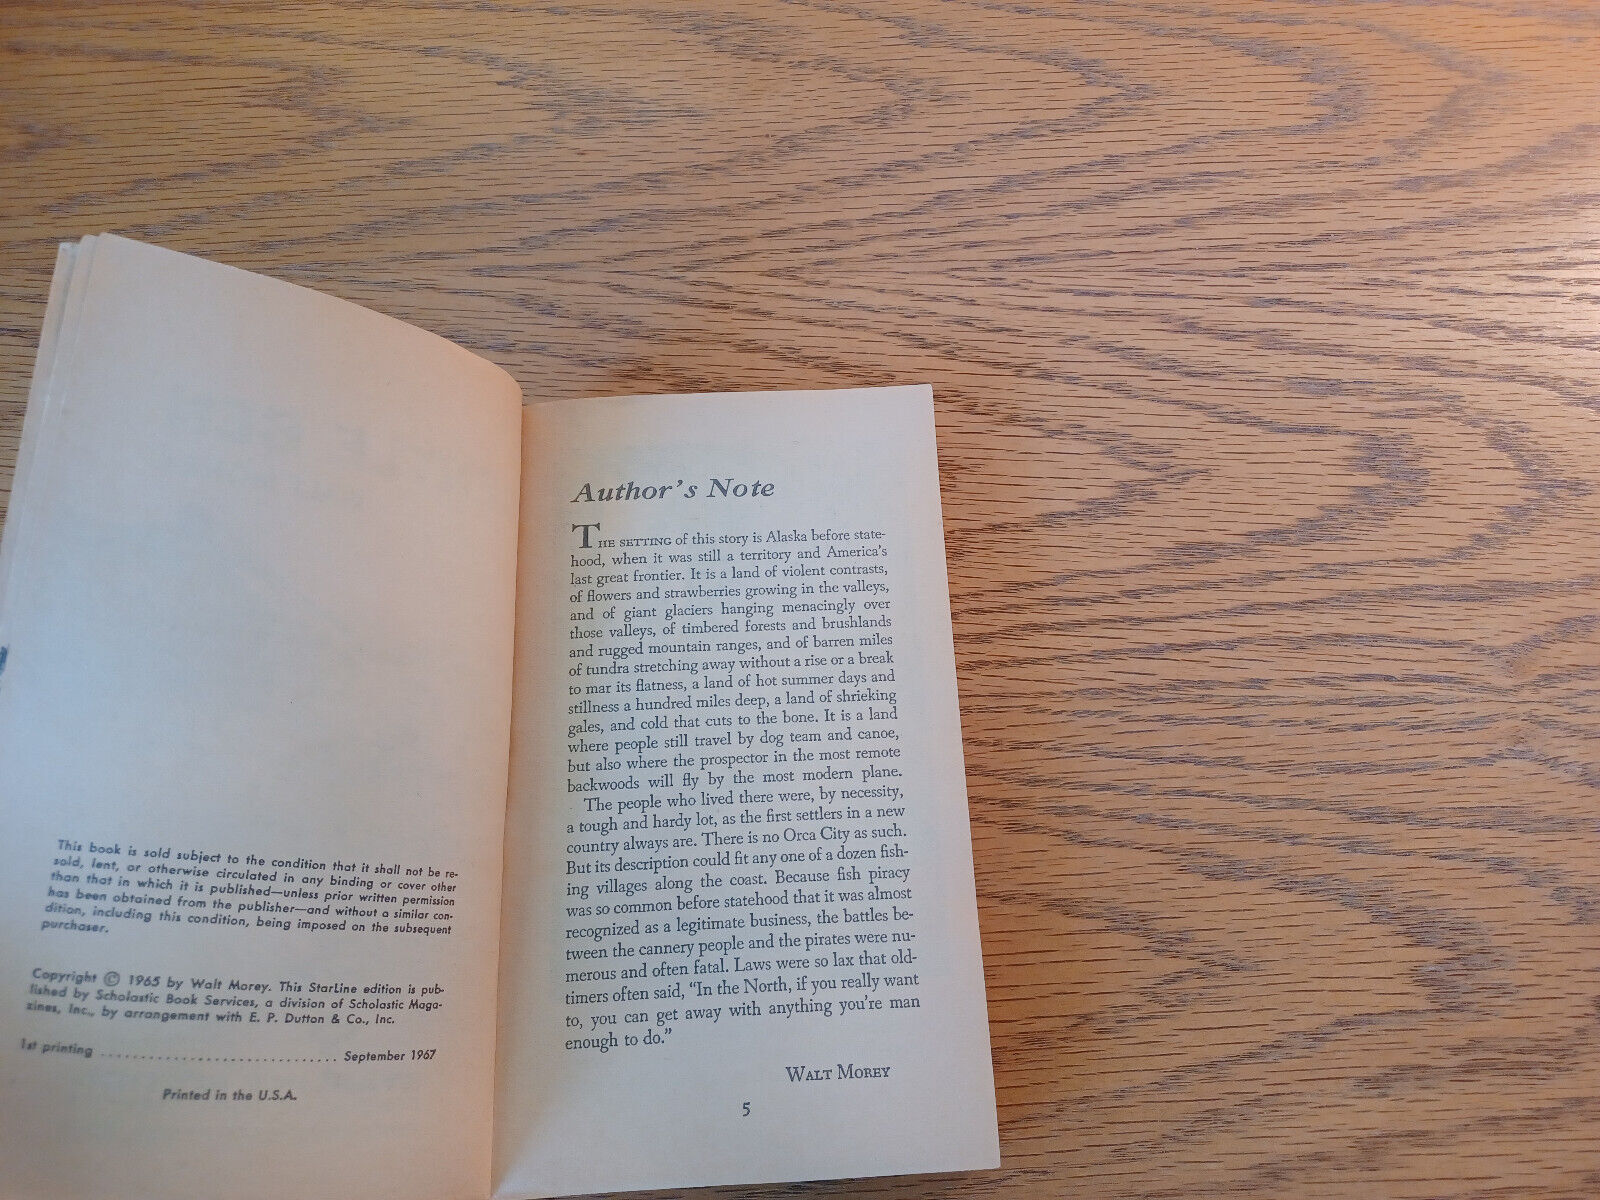 This book is sold subject to the condition that it shall not be re-
sold, lent, or otherwise circulated in any binding or cover other
than that in which it is published—unless prior written permission
has been obtained from the publisher—and without a similar con-
dition, including this condition, being imposed on the subsequent
purchaser.
Copyright © 1965 by Walt Morey. This StarLine edition is pub-
lished by Scholastic Book Services, a division of Scholastic Maga-
zines, Inc., by arrangement with E. P. Dutton & Co., Inc.
1st printing .............................. September 1967
Printed in the U.S.A.
Author's Note
THE SETTING of this story is Alaska before state-
hood, when it was still a territory and America's
last great frontier. It is a land of violent contrasts,
of flowers and strawberries growing in the valleys,
and of giant glaciers hanging menacingly over
those valleys, of timbered forests and brushlands
and rugged mountain ranges, and of barren miles
of tundra stretching away without a rise or a break
to mar its flatness, a land of hot summer days and
stillness a hundred miles deep, a land of shrieking
gales, and cold that cuts to the bone. It is a land
where people still travel by dog team and canoe,
but also where the prospector in the most remote
backwoods will fly by the most modern plane.
The people who lived there were, by necessity,
a tough and hardy lot, as the first settlers in a new
country always are. There is no Orca City as such.
But its description could fit any one of a dozen fish-
ing villages along the coast. Because fish piracy
was so common before statehood that it was almost
recognized as a legitimate business, the battles be-
tween the cannery people and the pirates were nu-
merous and often fatal. Laws were so lax that old-
timers often said, "In the North, if you really want
to, you can get away with anything you're man
enough to do."
WALT MOREY
5